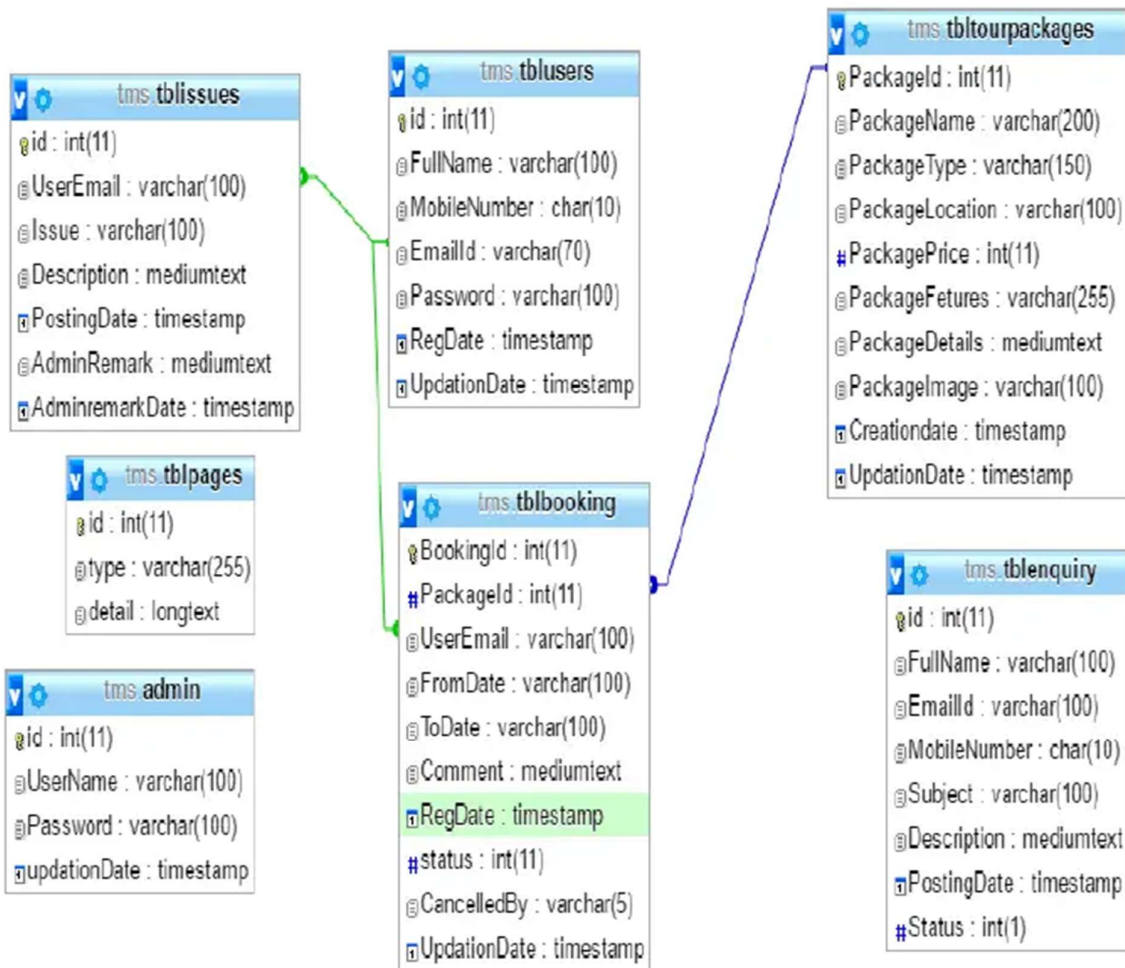 tms.tblissues
id : int(11)
UserEmail : varchar(100)
Issue : varchar(100)
Description : mediumtext
PostingDate : timestamp
AdminRemark : mediumtext
AdminremarkDate : timestamp
tms.tblusers
id : int(11)
FullName : varchar(100)
MobileNumber : char(10)
EmailId : varchar(70)
Password : varchar(100)
RegDate : timestamp
UpdationDate : timestamp
tms.tbltourpackages
PackageId : int(11)
PackageName : varchar(200)
PackageType : varchar(150)
PackageLocation : varchar(100)
PackagePrice : int(11)
PackageFetures : varchar(255)
PackageDetails : mediumtext
PackageImage : varchar(100)
Creationdate : timestamp
UpdationDate : timestamp
tms.tblpages
id : int(11)
type : varchar(255)
detail : longtext
tms.tblbooking
BookingId : int(11)
PackageId : int(11)
UserEmail : varchar(100)
FromDate : varchar(100)
ToDate : varchar(100)
Comment : mediumtext
RegDate : timestamp
status : int(11)
CancelledBy : varchar(5)
UpdationDate : timestamp
tms.tblenquiry
id : int(11)
FullName : varchar(100)
EmailId : varchar(100)
MobileNumber : char(10)
Subject : varchar(100)
Description : mediumtext
PostingDate : timestamp
Status : int(1)
tms.admin
id : int(11)
UserName : varchar(100)
Password : varchar(100)
updationDate : timestamp